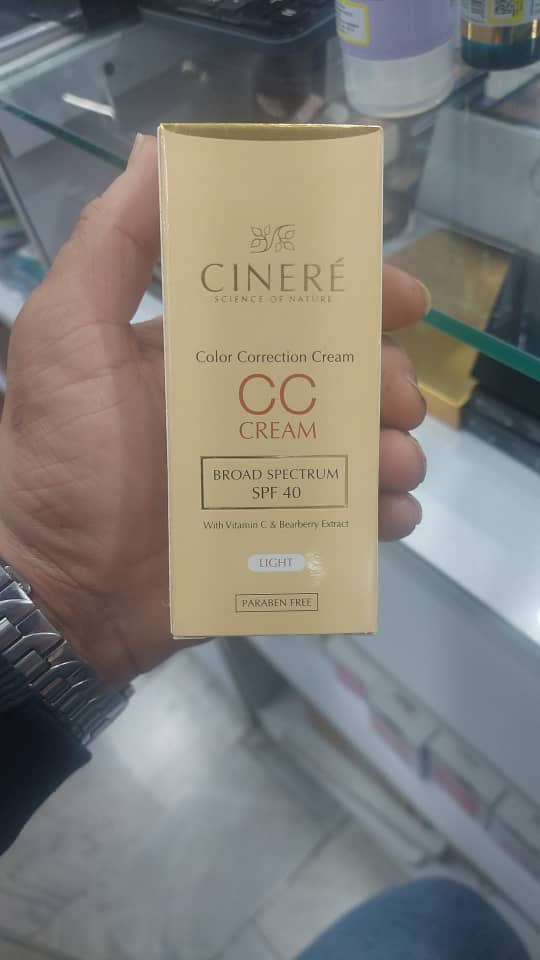 CINERÉ
SCIENCE OF NATURE
Color Correction Cream
CC
CREAM
BROAD SPECTRUM
SPF 40
With Vitamin C & Bearberry Extract
LIGHT
PARABEN FREE